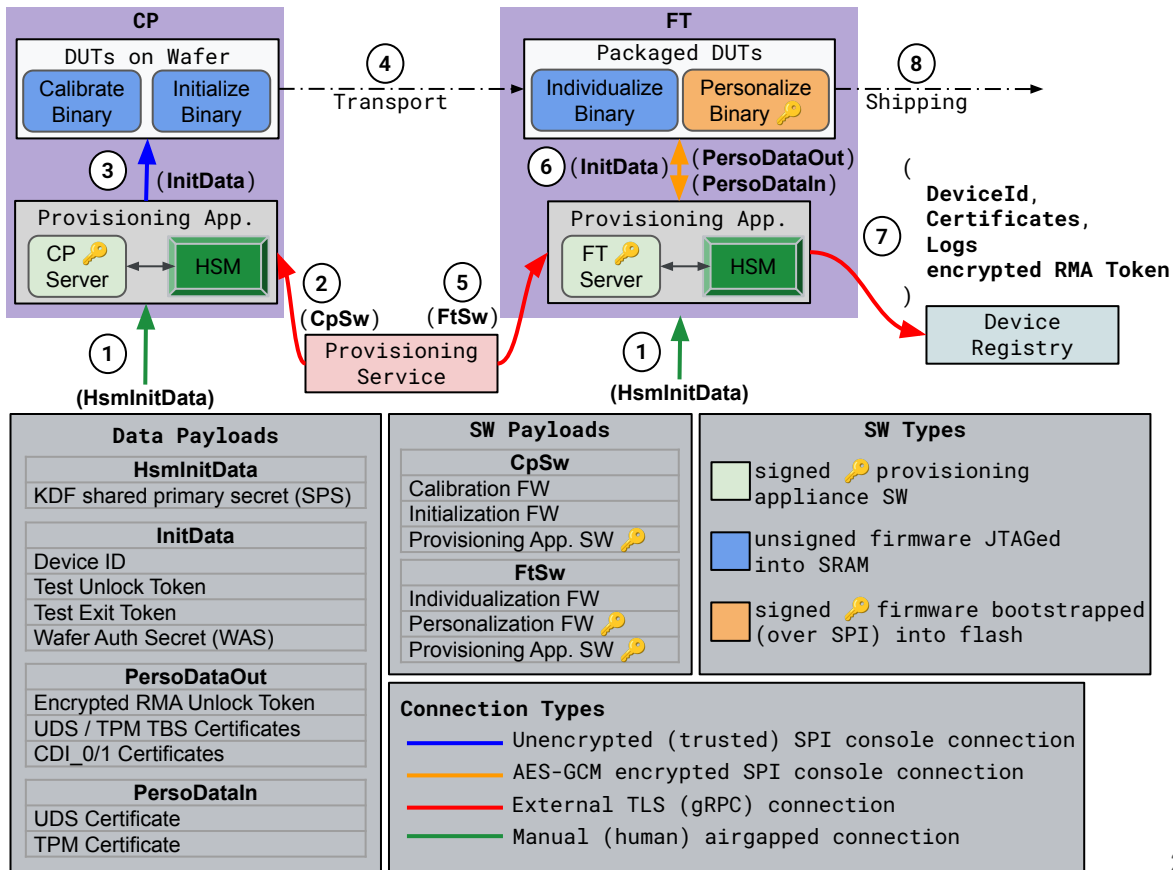 CP
DUTs on Wafer
Calibrate
Binary
Initialize
Binary
3
(InitData)
Provisioning App.
CP
Server
HSM
1
(HsmInitData)
4
Transport
2
(CpSw)
5
(FtSw)
Provisioning
Service
FT
Packaged DUTs
Individualize
Binary
Personalize
Binary
6
(InitData)
(PersoDataOut)
(PersoDataIn)
Provisioning App.
FT
Server
HSM
1
(HsmInitData)
8
Shipping
7
(
DeviceId,
Certificates,
Logs
encrypted RMA Token
)
Device
Registry
Data Payloads
HsmInitData
KDF shared primary secret (SPS)
InitData
Device ID
Test Unlock Token
Test Exit Token
Wafer Auth Secret (WAS)
PersoDataOut
Encrypted RMA Unlock Token
UDS / TPM TBS Certificates
CDI_0/1 Certificates
PersoDataIn
UDS Certificate
TPM Certificate
SW Payloads
CpSw
Calibration FW
Initialization FW
Provisioning App. SW
FtSw
Individualization FW
Personalization FW
Provisioning App. SW
SW Types
signed provisioning
appliance SW
unsigned firmware JTAGed
into SRAM
signed firmware bootstrapped
(over SPI) into flash
Connection Types
Unencrypted (trusted) SPI console connection
AES-GCM encrypted SPI console connection
External TLS (gRPC) connection
Manual (human) airgapped connection